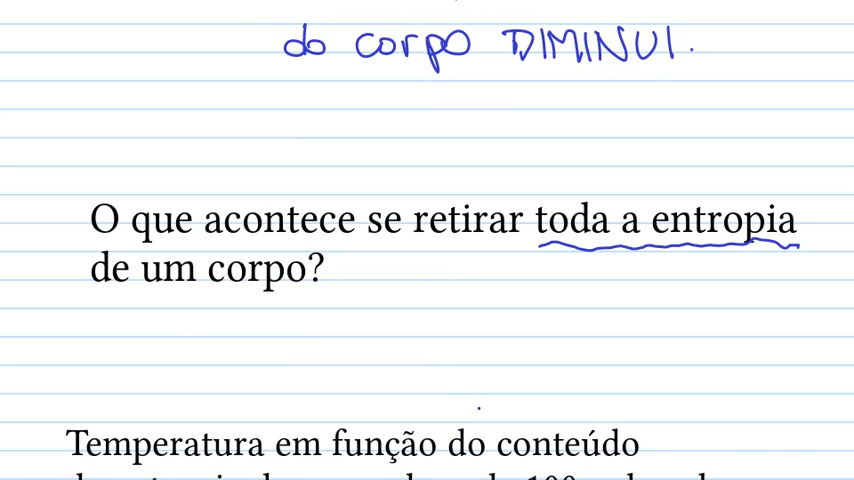 do corpo DIMINUI.
O que acontece se retirar toda a entropia
de um corpo?
Temperatura em função do conteúdo